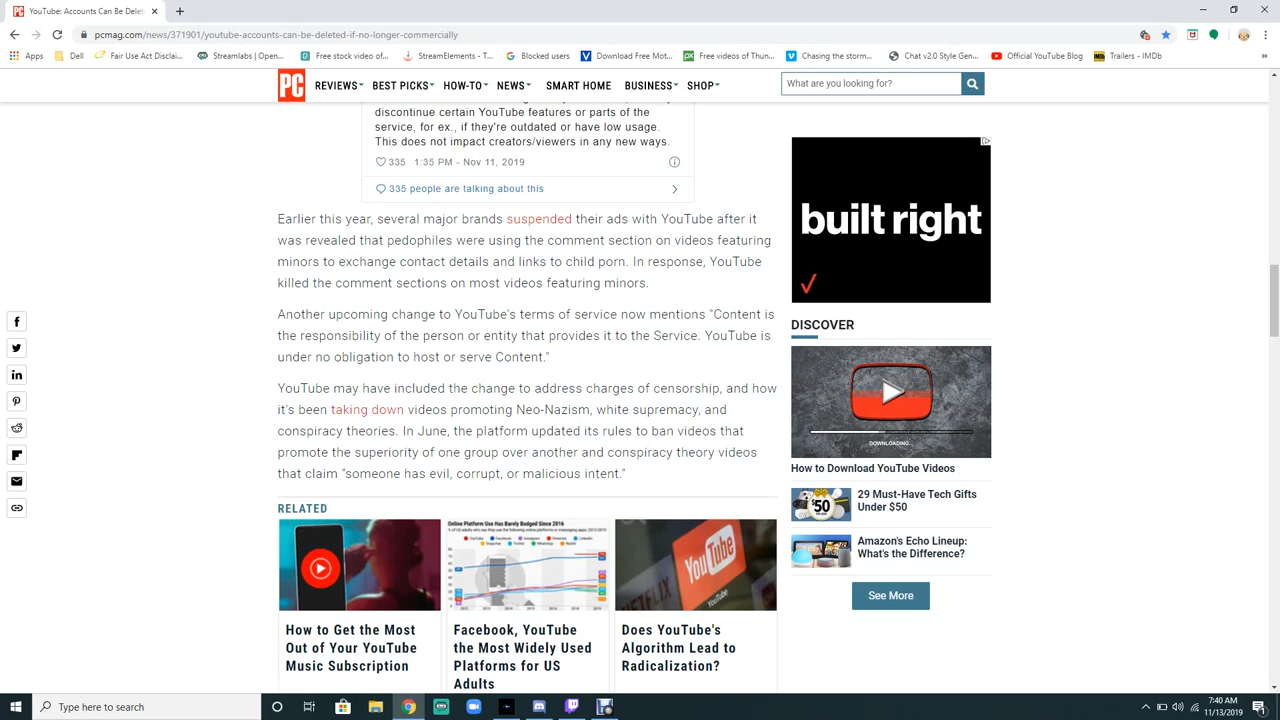 YouTube: Accounts Can Be Delet
pcmag.com/news/371901/youtube-accounts-can-be-deleted-if-no-longer-commercially
Apps
Dell
Fair Use Act Disclai...
Streamlabs | Open...
Free stock video of...
StreamElements - T...
Blocked users
Download Free Mot...
Free videos of Thun...
Chasing the storm...
Chat v2.0 Style Gen...
Official YouTube Blog
Trailers - IMDb
PC
REVIEWS
BEST PICKS
HOW-TO
NEWS
SMART HOME
BUSINESS
SHOP
What are you looking for?
discontinue certain YouTube features or parts of the
service, for ex., if they're outdated or have low usage.
This does not impact creators/viewers in any new ways.
335 1:35 PM - Nov 11, 2019
335 people are talking about this
Earlier this year, several major brands suspended their ads with YouTube after it
was revealed that pedophiles were using the comment section on videos featuring
minors to exchange contact details and links to child porn. In response, YouTube
killed the comment sections on most videos featuring minors.
Another upcoming change to YouTube's terms of service now mentions "Content is
the responsibility of the person or entity that provides it to the Service. YouTube is
under no obligation to host or serve Content."
YouTube may have included the change to address charges of censorship, and how
it's been taking down videos promoting Neo-Nazism, white supremacy, and
conspiracy theories. In June, the platform updated its rules to ban videos that
promote the superiority of one group over another and conspiracy theory videos
that claim "someone has evil, corrupt, or malicious intent."
RELATED
Online Platform Use Has Barely Budged Since 2016
YouTube
How to Get the Most
Out of Your YouTube
Music Subscription
Facebook, YouTube
the Most Widely Used
Platforms for US
Adults
Does YouTube's
Algorithm Lead to
Radicalization?
built right
DISCOVER
DOWNLOADING...
How to Download YouTube Videos
$50
29 Must-Have Tech Gifts
Under $50
Amazon's Echo Lineup:
What's the Difference?
See More
Type here to search
7:40 AM
11/13/2019